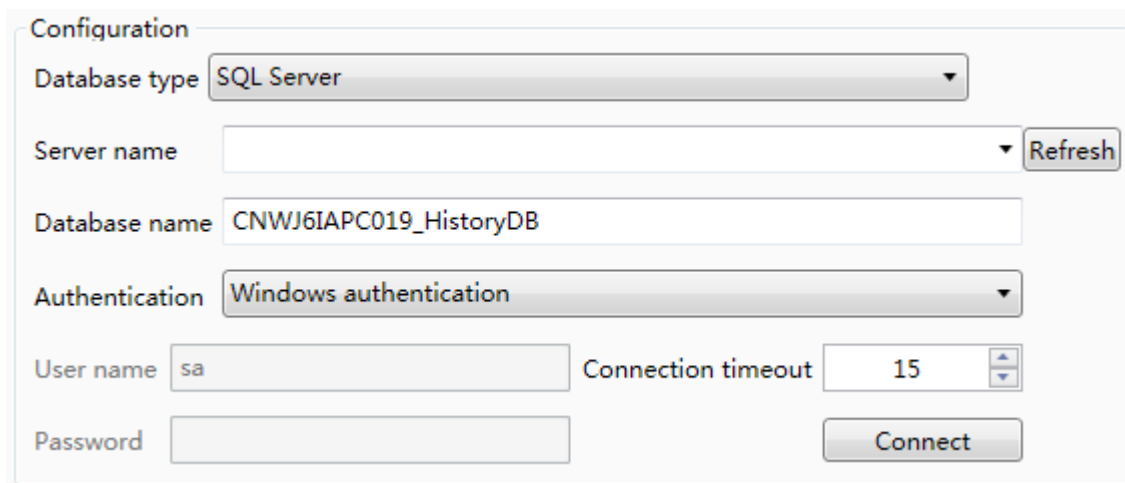 Configuration
Database type SQL Server
Server name Refresh
Database name CNWJ6IAPC019_HistoryDB
Authentication Windows authentication
User name sa Connection timeout 15
Password Connect